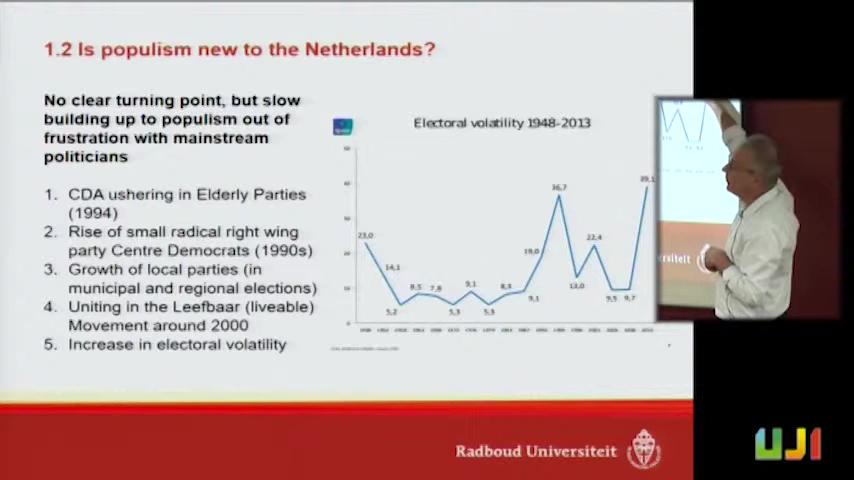 1.2 Is populism new to the Netherlands?
No clear turning point, but slow
building up to populism out of
frustration with mainstream
politicians
1. CDA ushering in Elderly Parties
(1994)
2. Rise of small radical right wing
party Centre Democrats (1990s)
3. Growth of local parties (in
municipal and regional elections)
4. Uniting in the Leefbaar (liveable)
Movement around 2000
5. Increase in electoral volatility
Electoral volatility 1948-2013
23,0
14,1
5,2
8,5
7,8
5,3
9,1
5,3
8,3
9,1
19,0
36,7
13,0
22,4
9,5
9,7
39,1
Radboud Universiteit
rsiteit
UJI